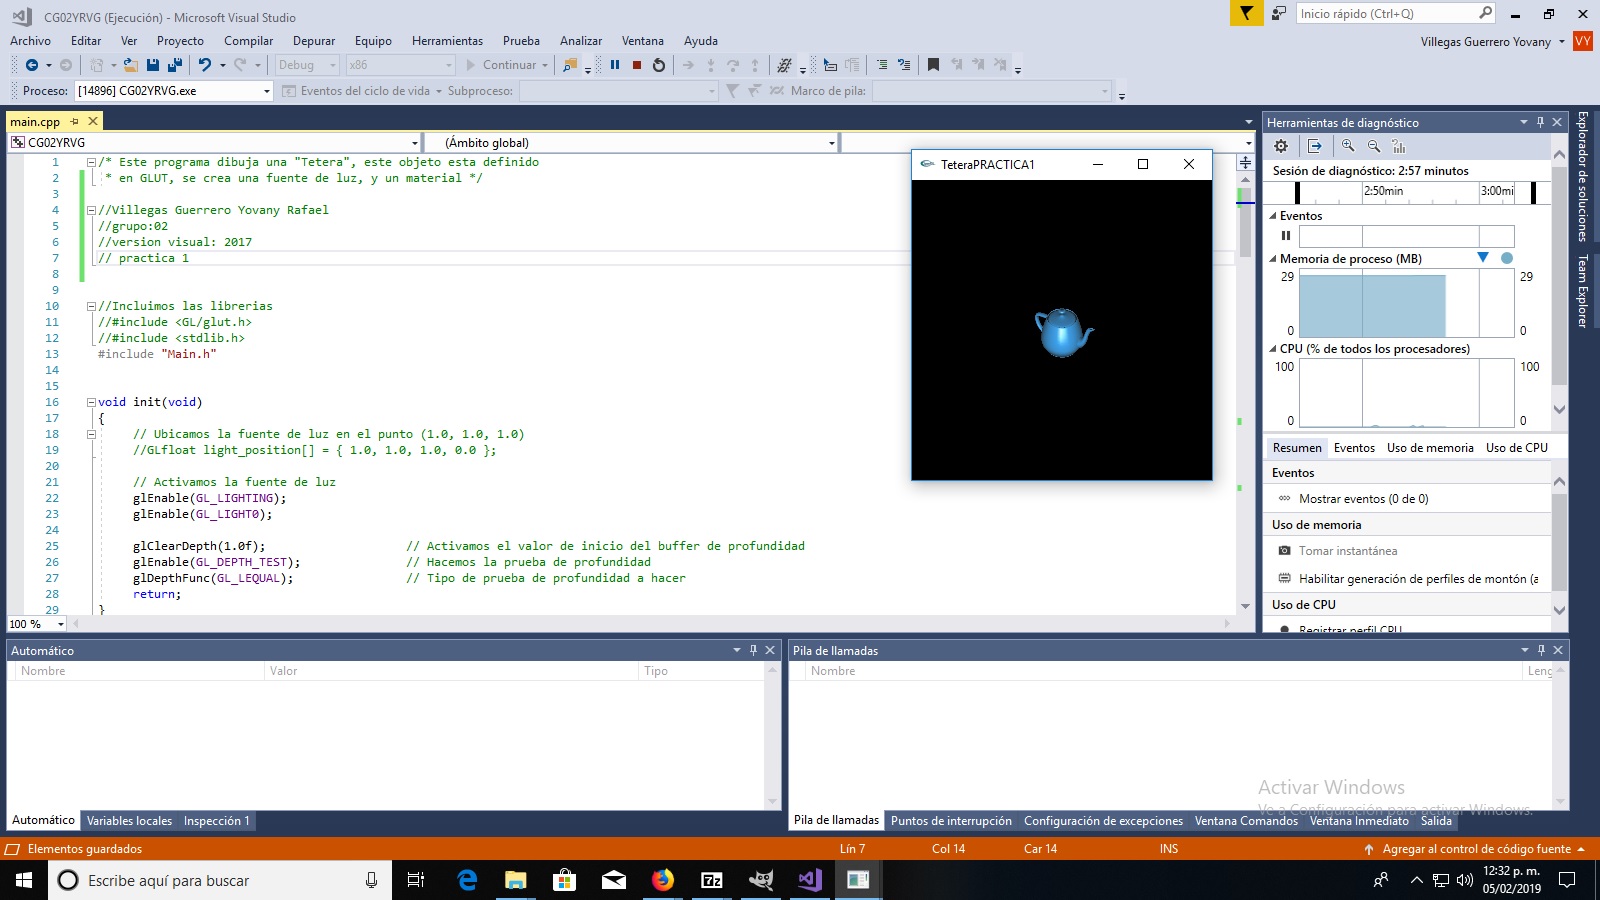 CG02YRVG (Ejecución) - Microsoft Visual Studio
Inicio rápido (Ctrl+Q)
Archivo Editar Ver Proyecto Compilar Depurar Equipo Herramientas Prueba Analizar Ventana Ayuda
Villegas Guerrero Yovany VY
Debug x86 Continuar
Proceso: [14896] CG02YRVG.exe Eventos del ciclo de vida Subproceso: Marco de pila:
main.cpp
CG02YRVG (Ámbito global)
1 /* Este programa dibuja una "Tetera", este objeto esta definido
2 * en GLUT, se crea una fuente de luz, y un material */
3
4 //Villegas Guerrero Yovany Rafael
5 //grupo:02
6 //version visual: 2017
7 // practica 1
8
9
10 //Incluimos las librerias
11 //#include <GL/glut.h>
12 //#include <stdlib.h>
13 #include "Main.h"
14
15
16 void init(void)
17 {
18 // Ubicamos la fuente de luz en el punto (1.0, 1.0, 1.0)
19 //GLfloat light_position[] = { 1.0, 1.0, 1.0, 0.0 };
20
21 // Activamos la fuente de luz
22 glEnable(GL_LIGHTING);
23 glEnable(GL_LIGHT0);
24
25 glClearDepth(1.0f); // Activamos el valor de inicio del buffer de profundidad
26 glEnable(GL_DEPTH_TEST); // Hacemos la prueba de profundidad
27 glDepthFunc(GL_LEQUAL); // Tipo de prueba de profundidad a hacer
28 return;
29 }
100 %
TeteraPRACTICA1
Herramientas de diagnóstico
Sesión de diagnóstico: 2:57 minutos
2:50min 3:00mi
Eventos
Memoria de proceso (MB)
29 29
0 0
CPU (% de todos los procesadores)
100 100
0 0
Resumen Eventos Uso de memoria Uso de CPU
Eventos
Mostrar eventos (0 de 0)
Uso de memoria
Tomar instantánea
Habilitar generación de perfiles de montón (a
Uso de CPU
Registrar perfil CPU
Explorador de soluciones
Team Explorer
Automático
Nombre Valor Tipo
Automático Variables locales Inspección 1
Pila de llamadas
Nombre Leng
Pila de llamadas Puntos de interrupción Configuración de excepciones Ventana Comandos Ventana Inmediato Salida
Activar Windows
Ve a Configuración para activar Windows.
Elementos guardados Lín 7 Col 14 Car 14 INS Agregar al control de código fuente
Escribe aquí para buscar
7z
12:32 p. m.
05/02/2019